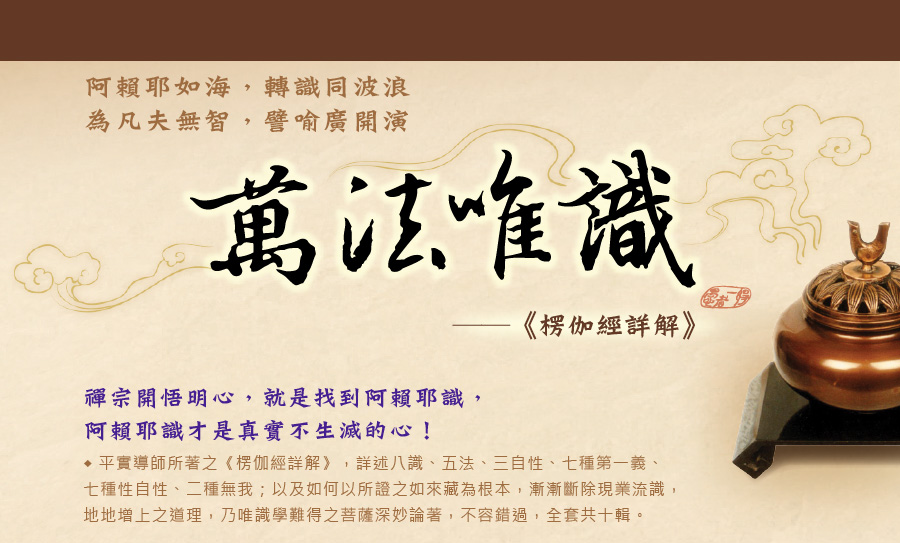 阿賴耶如海，轉識同波浪
為凡夫無智，譬喻廣開演
萬法唯識
——《楞伽經詳解》
禪宗開悟明心，就是找到阿賴耶識，
阿賴耶識才是真實不生滅的心！
◆ 平實導師所著之《楞伽經詳解》，詳述八識、五法、三自性、七種第一義、
七種性自性、二種無我；以及如何以所證之如來藏為根本，漸漸斷除現業流識，
地地增上之道理，乃唯識學難得之菩薩深妙論著，不容錯過，全套共十輯。